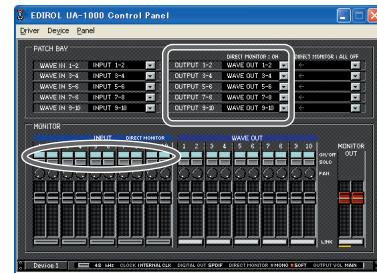 EDIROL UA-1000 Control Panel
Driver Device Panel
PATCH BAY
DIRECT MONITOR : ON DIRECT MONITOR : ALL OFF
WAVE IN 1-2 INPUT 1-2 OUTPUT 1-2 WAVE OUT 1-2
WAVE IN 3-4 INPUT 3-4 OUTPUT 3-4 WAVE OUT 3-4
WAVE IN 5-6 INPUT 5-6 OUTPUT 5-6 WAVE OUT 5-6
WAVE IN 7-8 INPUT 7-8 OUTPUT 7-8 WAVE OUT 7-8
WAVE IN 9-10 INPUT 9-10 OUTPUT 9-10 WAVE OUT 9-10
MONITOR
INPUT DIRECT MONITOR WAVE OUT
1 2 3 4 5 6 7 8 9 10 MONITOR OUT
ON/OFF
SOLO
PAN
LINK
Device 1 48 kHz CLOCK INTERNAL CLK DIGITAL OUT SPDIF DIRECT MONITOR MONO SOFT OUTPUT VOL MAIN